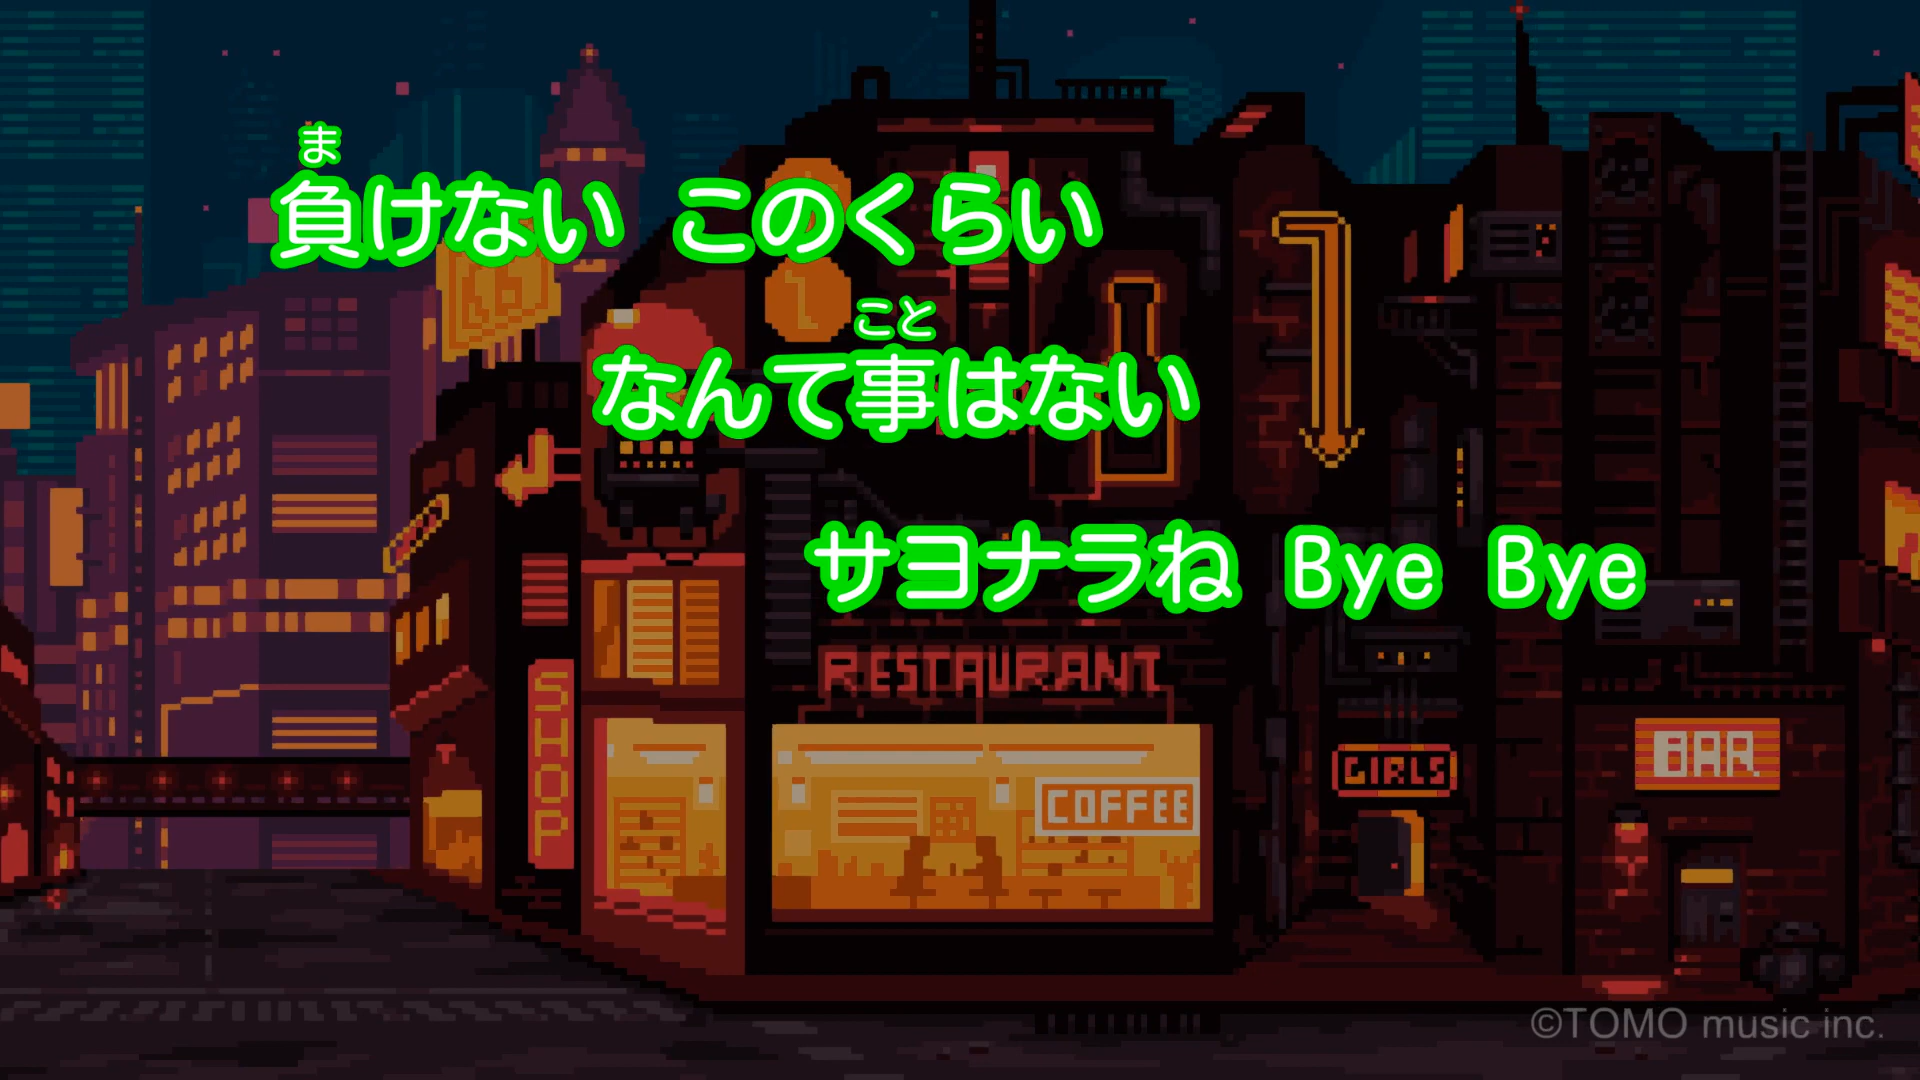 ま
負けない このくらい
こと
なんて事はない
サヨナラね Bye Bye
RESTAURANT
SHOP
COFFEE
GIRLS
BAR
©TOMO music inc.